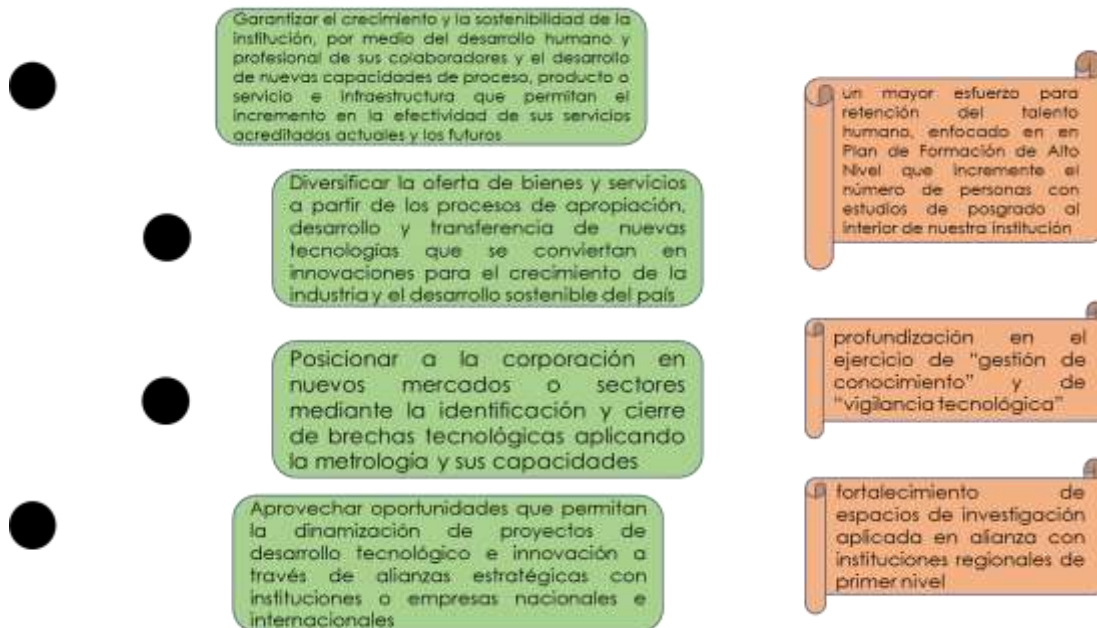 Garantizar el crecimiento y la sostenibilidad de la
institución, por medio del desarrollo humano y
profesional de sus colaboradores y el desarrollo
de nuevas capacidades de proceso, producto o
servicio e infraestructura que permitan el
incremento en la efectividad de sus servicios
acreditados actuales y los futuros
Diversificar la oferta de bienes y servicios
a partir de los procesos de apropiación,
desarrollo y transferencia de nuevas
tecnologías que se conviertan en
innovaciones para el crecimiento de la
industria y el desarrollo sostenible del país
Posicionar a la corporación en
nuevos mercados o sectores
mediante la identificación y cierre
de brechas tecnológicas aplicando
la metrología y sus capacidades
Aprovechar oportunidades que permitan
la dinamización de proyectos de
desarrollo tecnológico e innovación a
través de alianzas estratégicas con
instituciones o empresas nacionales e
internacionales
un mayor esfuerzo para
retención del talento
humano, enfocado en en
Plan de Formación de Alto
Nivel que incremente el
número de personas con
estudios de posgrado al
interior de nuestra institución
profundización en el
ejercicio de “gestión de
conocimiento” y de
“vigilancia tecnológica”
fortalecimiento de
espacios de investigación
aplicada en alianza con
instituciones regionales de
primer nivel